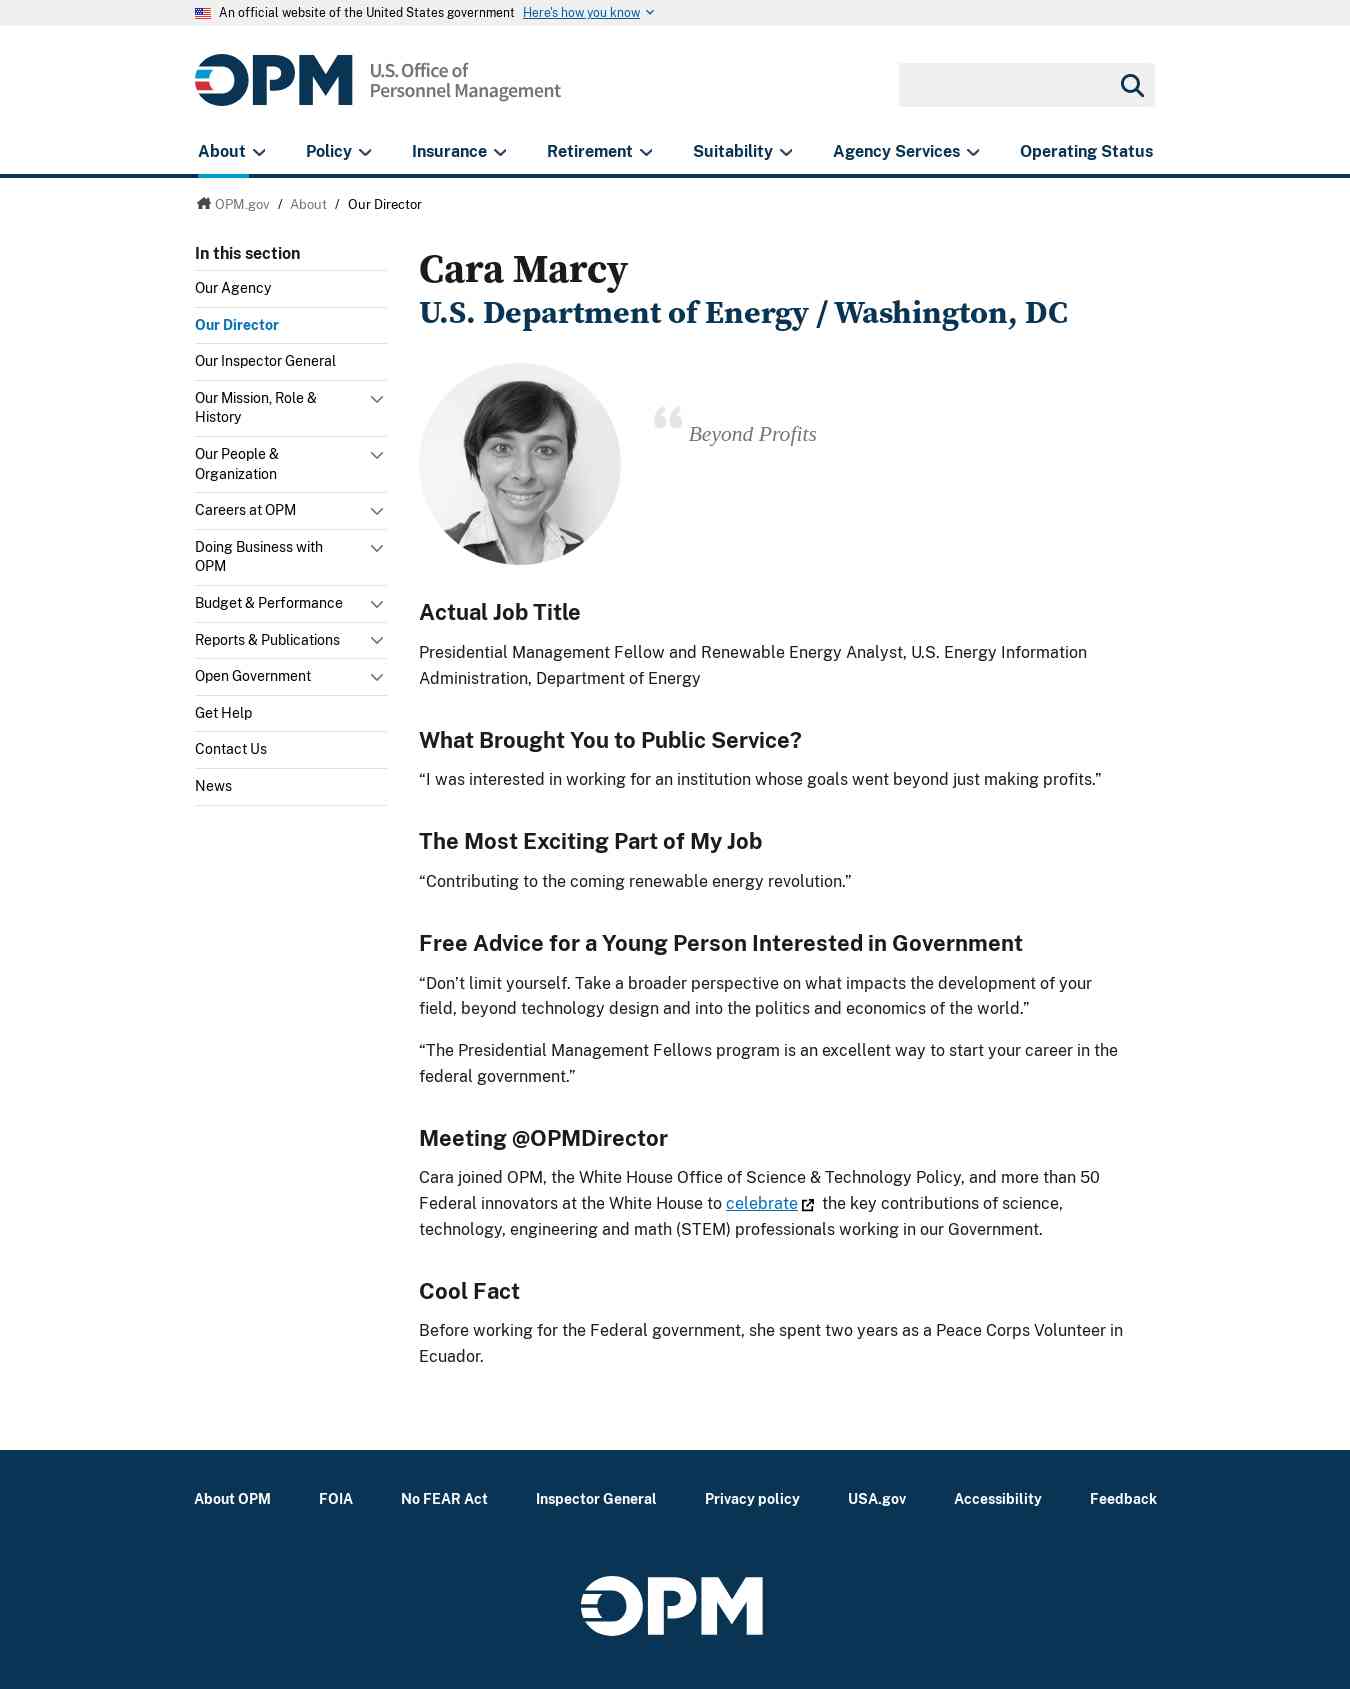 An official website of the United States government Here's how you know
OPM U.S. Office of
Personnel Management
About Policy Insurance Retirement Suitability Agency Services Operating Status
OPM.gov / About / Our Director
In this section
Our Agency
Our Director
Our Inspector General
Our Mission, Role &
History
Our People &
Organization
Careers at OPM
Doing Business with
OPM
Budget & Performance
Reports & Publications
Open Government
Get Help
Contact Us
News
Cara Marcy
U.S. Department of Energy / Washington, DC
“ Beyond Profits
Actual Job Title
Presidential Management Fellow and Renewable Energy Analyst, U.S. Energy Information
Administration, Department of Energy
What Brought You to Public Service?
“I was interested in working for an institution whose goals went beyond just making profits.”
The Most Exciting Part of My Job
“Contributing to the coming renewable energy revolution.”
Free Advice for a Young Person Interested in Government
“Don’t limit yourself. Take a broader perspective on what impacts the development of your
field, beyond technology design and into the politics and economics of the world.”
“The Presidential Management Fellows program is an excellent way to start your career in the
federal government.”
Meeting @OPMDirector
Cara joined OPM, the White House Office of Science & Technology Policy, and more than 50
Federal innovators at the White House to celebrate the key contributions of science,
technology, engineering and math (STEM) professionals working in our Government.
Cool Fact
Before working for the Federal government, she spent two years as a Peace Corps Volunteer in
Ecuador.
About OPM FOIA No FEAR Act Inspector General Privacy policy USA.gov Accessibility Feedback
OPM